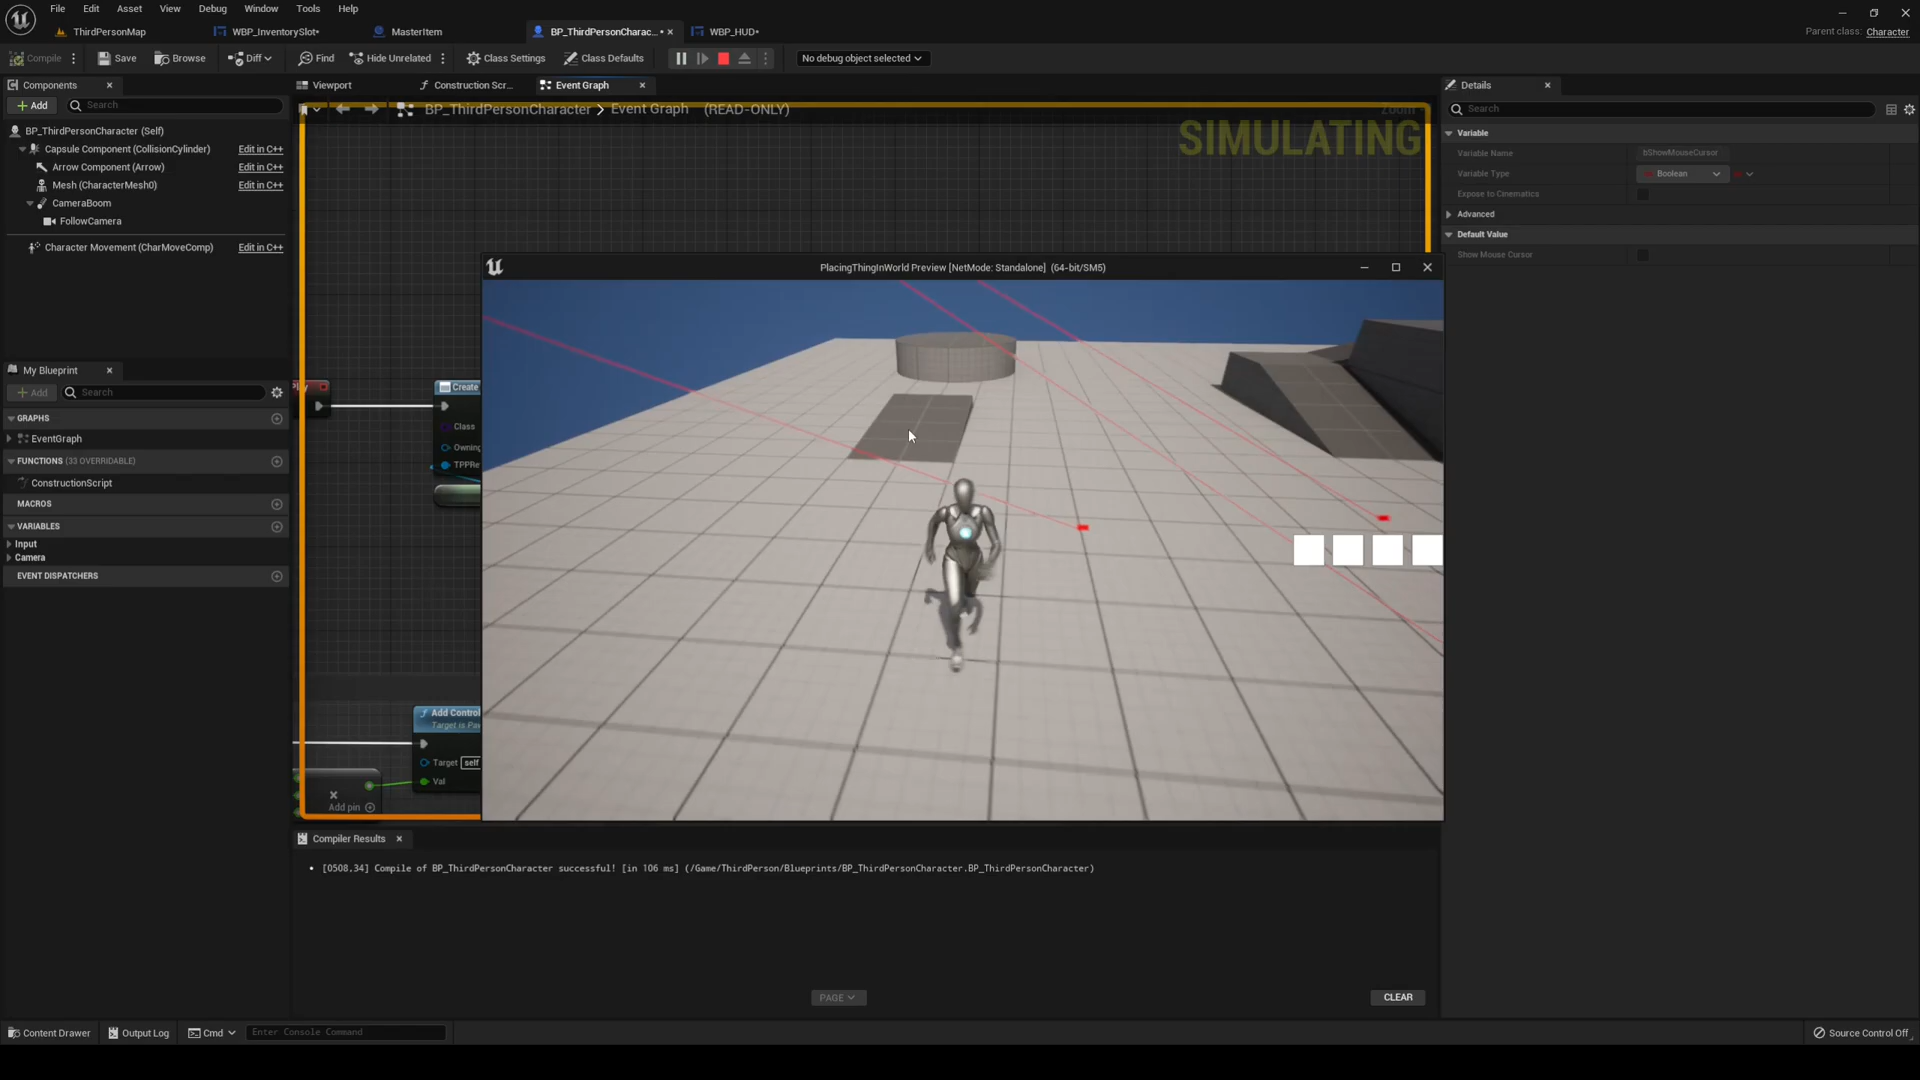 File Edit Asset View Debug Window Tools Help
ThirdPersonMap WBP_InventorySlot* MasterItem BP_ThirdPersonCharac... WBP_HUD*
Parent class: Character
Compile Save Browse Diff Find Hide Unrelated Class Settings Class Defaults No debug object selected
Components Viewport Construction Scr... Event Graph Details
Add Search BP_ThirdPersonCharacter > Event Graph (READ-ONLY) Zoom Search
SIMULATING
BP_ThirdPersonCharacter (Self)
Capsule Component (CollisionCylinder) Edit in C++
Arrow Component (Arrow) Edit in C++
Mesh (CharacterMesh0) Edit in C++
CameraBoom
FollowCamera
Character Movement (CharMoveComp) Edit in C++
Variable
Variable Name bShowMouseCursor
Variable Type Boolean
Expose to Cinematics
Advanced
Default Value
Show Mouse Cursor
PlacingThingInWorld Preview [NetMode: Standalone] (64-bit/SM5)
My Blueprint
Add Search
GRAPHS
EventGraph
FUNCTIONS (33 OVERRIDABLE)
ConstructionScript
MACROS
VARIABLES
Input
Camera
EVENT DISPATCHERS
Create
Class
Owning
TPPRe
Add Control
Target is Paw
Target self
Val
Add pin
Compiler Results
[0508,34] Compile of BP_ThirdPersonCharacter successful! [in 106 ms] (/Game/ThirdPerson/Blueprints/BP_ThirdPersonCharacter.BP_ThirdPersonCharacter)
PAGE CLEAR
Content Drawer Output Log Cmd Enter Console Command Source Control Off